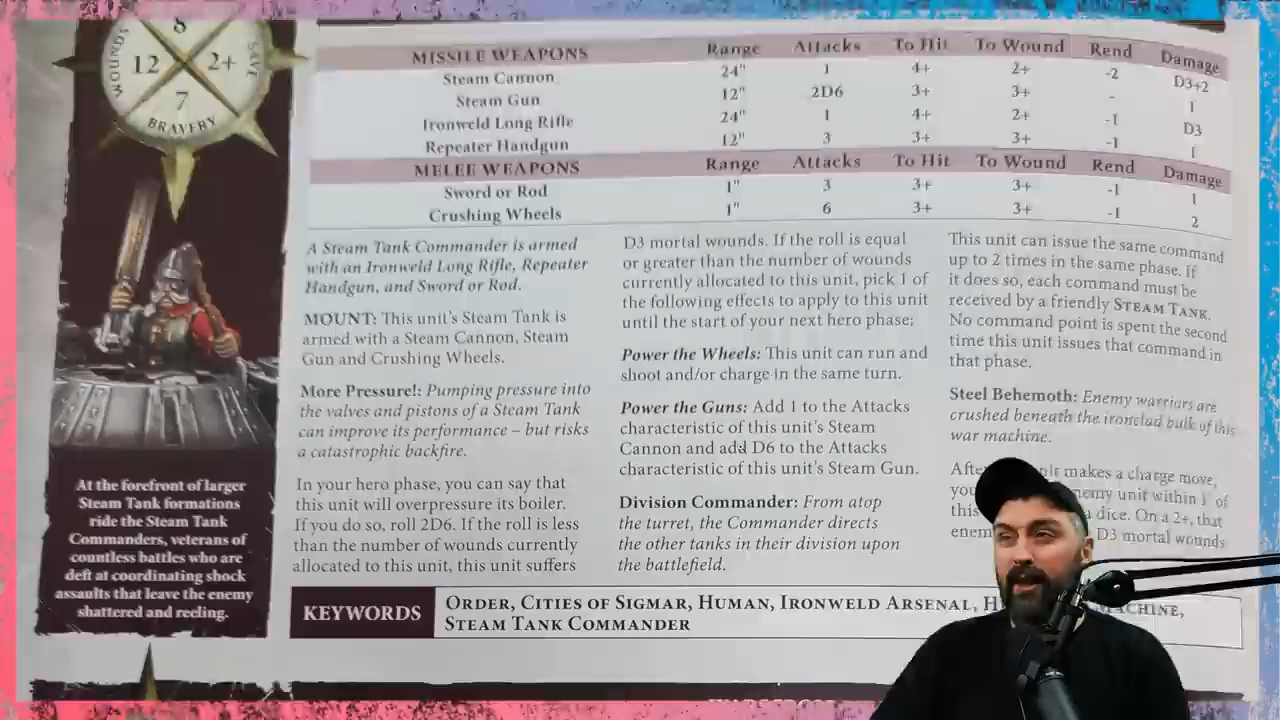 8
WOUNDS 12 2+ SAVE
7
BRAVERY
At the forefront of larger
Steam Tank formations
ride the Steam Tank
Commanders, veterans of
countless battles who are
deft at coordinating shock
assaults that leave the enemy
shattered and reeling.
MISSILE WEAPONS Range Attacks To Hit To Wound Rend Damage
Steam Cannon 24" 1 4+ 2+ -2 D3+2
Steam Gun 12" 2D6 3+ 3+ - 1
Ironweld Long Rifle 24" 1 4+ 2+ -1 D3
Repeater Handgun 12" 3 3+ 3+ -1 1
MELEE WEAPONS Range Attacks To Hit To Wound Rend Damage
Sword or Rod 1" 3 3+ 3+ -1 1
Crushing Wheels 1" 6 3+ 3+ -1 2
A Steam Tank Commander is armed
with an Ironweld Long Rifle, Repeater
Handgun, and Sword or Rod.
MOUNT: This unit's Steam Tank is
armed with a Steam Cannon, Steam
Gun and Crushing Wheels.
More Pressure!: Pumping pressure into
the valves and pistons of a Steam Tank
can improve its performance – but risks
a catastrophic backfire.
In your hero phase, you can say that
this unit will overpressure its boiler.
If you do so, roll 2D6. If the roll is less
than the number of wounds currently
allocated to this unit, this unit suffers
D3 mortal wounds. If the roll is equal
or greater than the number of wounds
currently allocated to this unit, pick 1 of
the following effects to apply to this unit
until the start of your next hero phase:
Power the Wheels: This unit can run and
shoot and/or charge in the same turn.
Power the Guns: Add 1 to the Attacks
characteristic of this unit's Steam
Cannon and add D6 to the Attacks
characteristic of this unit's Steam Gun.
Division Commander: From atop
the turret, the Commander directs
the other tanks in their division upon
the battlefield.
This unit can issue the same command
up to 2 times in the same phase. If
it does so, each command must be
received by a friendly STEAM TANK.
No command point is spent the second
time this unit issues that command in
that phase.
Steel Behemoth: Enemy warriors are
crushed beneath the ironclad bulk of this
war machine.
makes a charge move,
unit within 1" of
this a dice. On a 2+, that
D3 mortal wounds
KEYWORDS
ORDER, CITIES OF SIGMAR, HUMAN, IRONWELD ARSENAL, MACHINE,
STEAM TANK COMMANDER